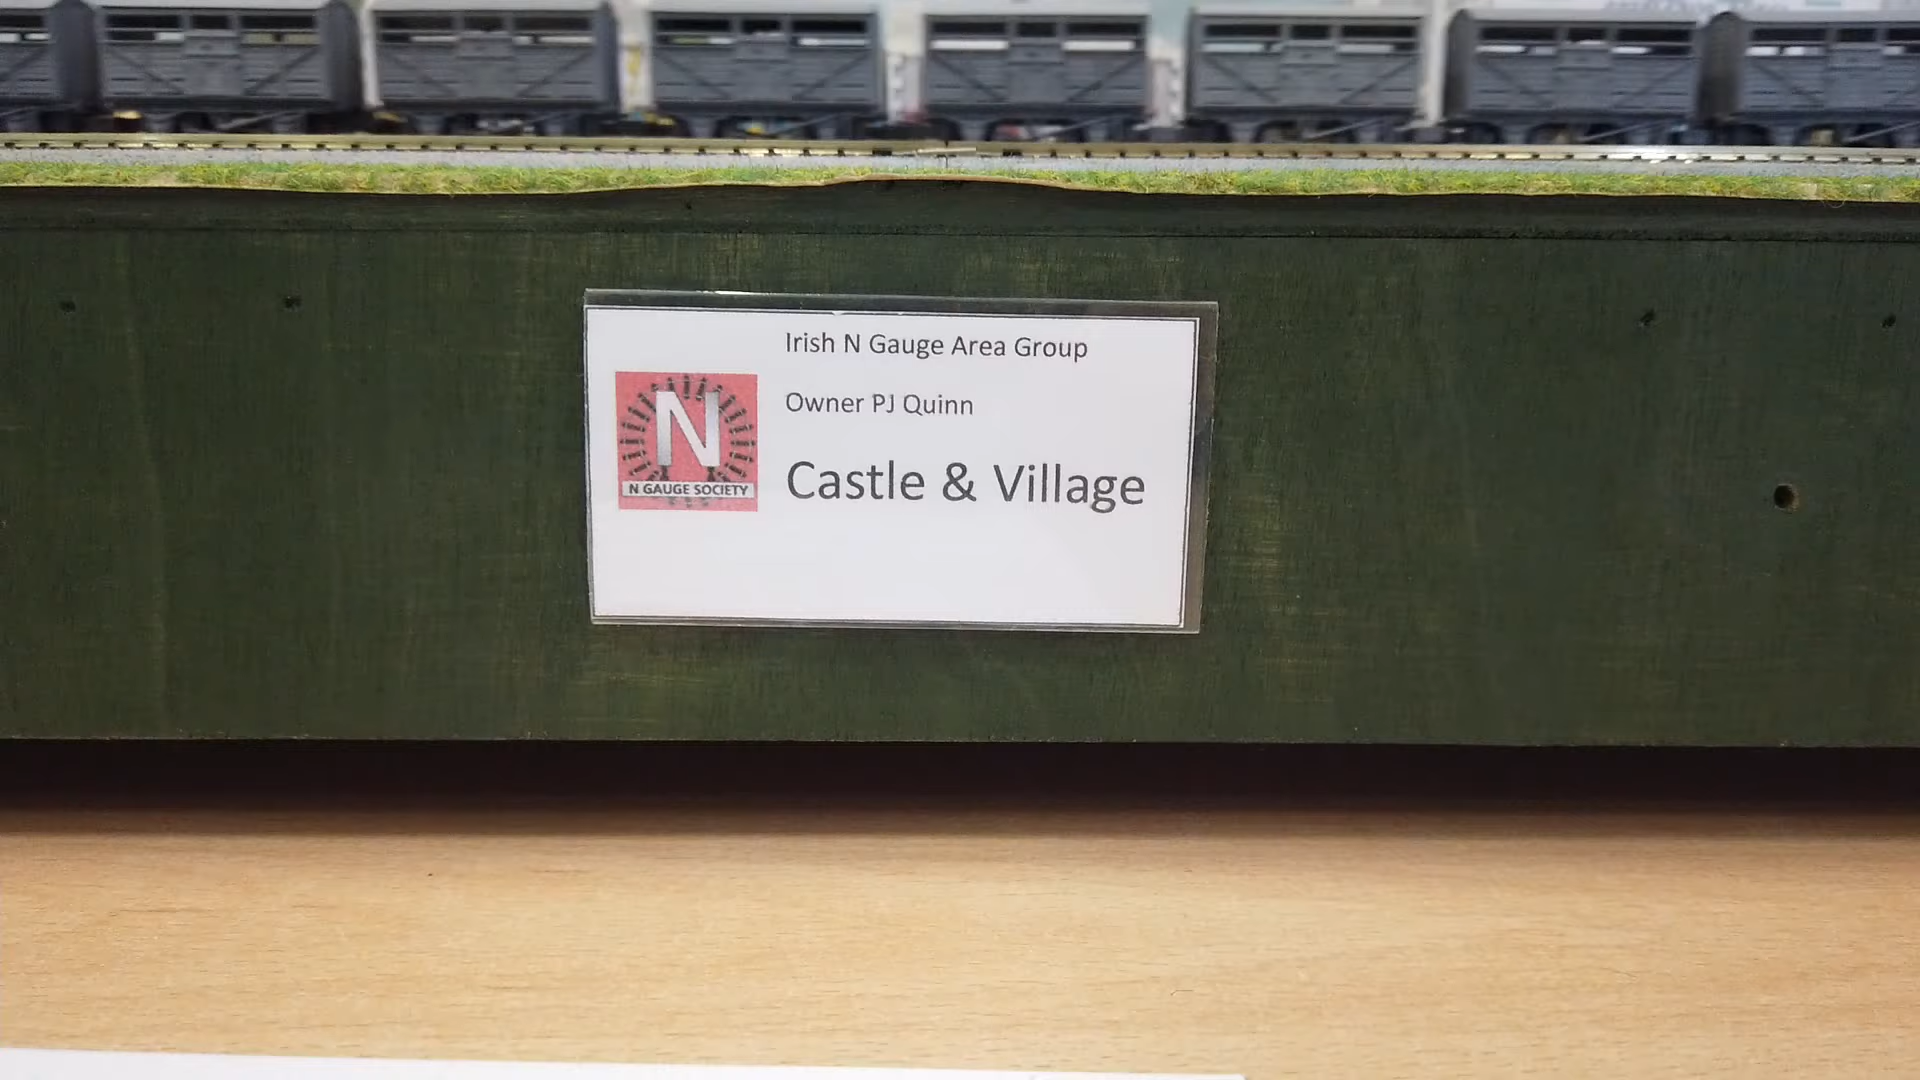 Irish N Gauge Area Group
Owner PJ Quinn
N
N GAUGE SOCIETY
Castle & Village